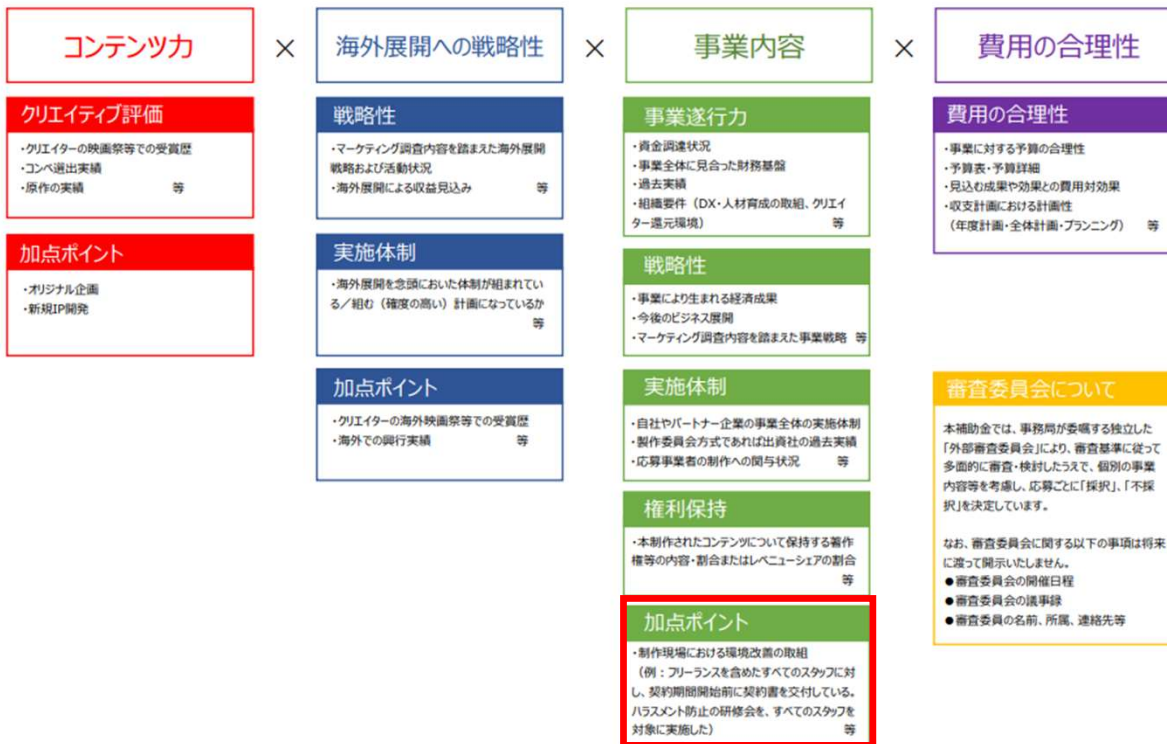 コンテンツ力 × 海外展開への戦略性 × 事業内容 × 費用の合理性
クリエイティブ評価
・クリエイターの映画祭等での受賞歴
・コンペ選出実績
・原作の実績 等
加点ポイント
・オリジナル企画
・新規IP開発
戦略性
・マーケティング調査内容を踏まえた海外展開
戦略および活動状況
・海外展開による収益見込み 等
実施体制
・海外展開を念頭においた体制が組まれてい
る／組む（確度の高い）計画になっているか
等
加点ポイント
・クリエイターの海外映画祭等での受賞歴
・海外での興行実績 等
事業遂行力
・資金調達状況
・事業全体に見合った財務基盤
・過去実績
・組織要件（DX・人材育成の取組、クリエイ
ター還元環境） 等
戦略性
・事業により生まれる経済成果
・今後のビジネス展開
・マーケティング調査内容を踏まえた事業戦略 等
実施体制
・自社やパートナー企業の事業全体の実施体制
・製作委員会方式であれば出資社の過去実績
・応募事業者の制作への関与状況 等
権利保持
・本制作されたコンテンツについて保持する著作
権等の内容・割合またはレベニューシェアの割合
等
加点ポイント
・制作現場における環境改善の取組
（例：フリーランスを含めたすべてのスタッフに対
し、契約期間開始前に契約書を交付している。
ハラスメント防止の研修会を、すべてのスタッフを
対象に実施した） 等
費用の合理性
・事業に対する予算の合理性
・予算表・予算詳細
・見込む成果や効果との費用対効果
・収支計画における計画性
（年度計画・全体計画・プランニング） 等
審査委員会について
本補助金では、事務局が委嘱する独立した
「外部審査委員会」により、審査基準に従って
多面的に審査・検討したうえで、個別の事業
内容等を考慮し、応募ごとに「採択」、「不採
択」を決定しています。
なお、審査委員会に関する以下の事項は将来
に渡って開示いたしません。
●審査委員会の開催日程
●審査委員会の議事録
●審査委員の名前、所属、連絡先等